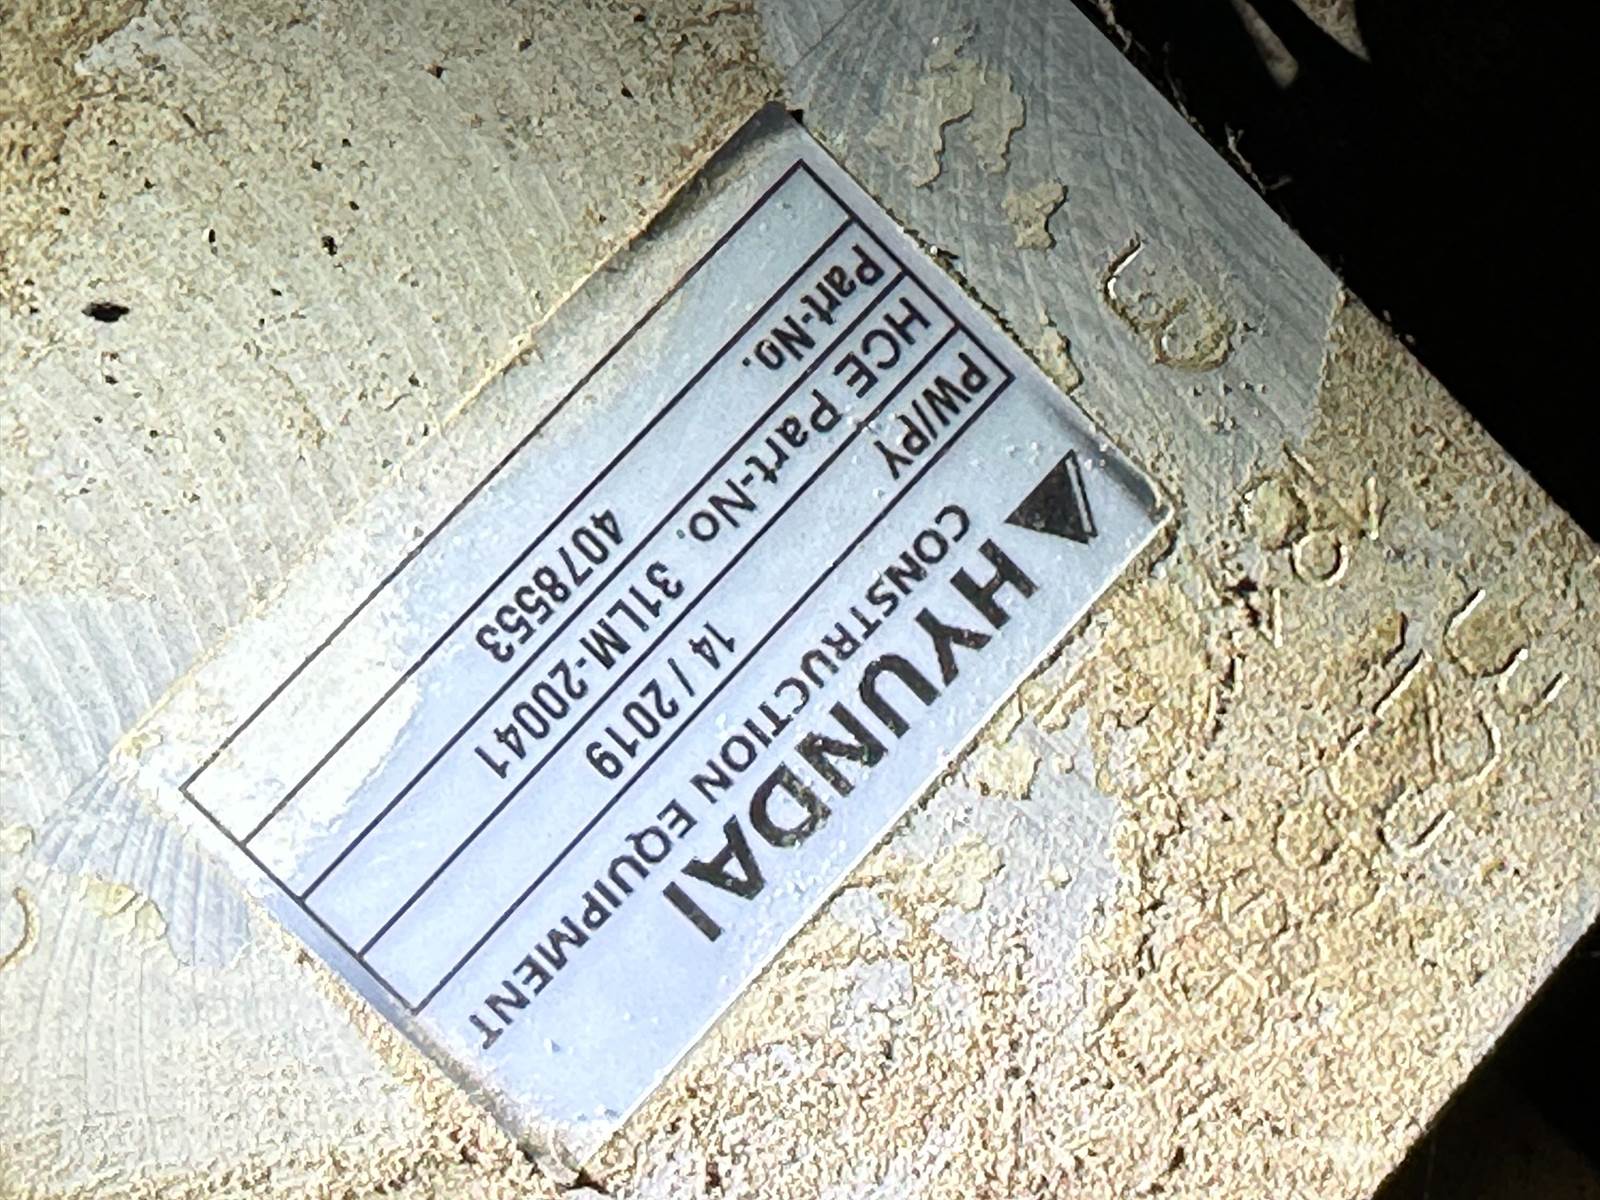 HYUNDAI
CONSTRUCTION EQUIPMENT
PW/PY 14 / 2019
HCE Part-No. 31LM-20041
Part-No. 4078553